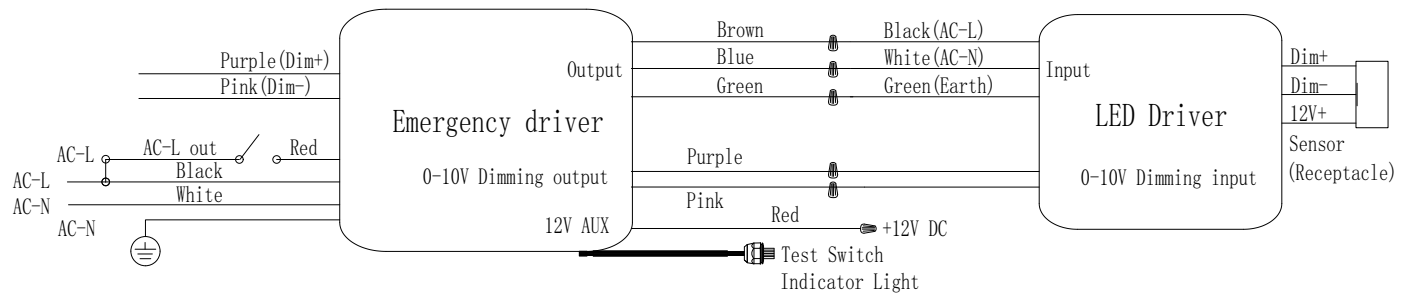 Purple(Dim+)
Pink(Dim-)
AC-L
AC-L out
Red
AC-L
Black
AC-N
White
AC-N
Emergency driver
Output
0-10V Dimming output
12V AUX
Brown
Black(AC-L)
Blue
White(AC-N)
Green
Green(Earth)
Purple
Pink
Red
+12V DC
Test Switch
Indicator Light
Input
LED Driver
0-10V Dimming input
Dim+
Dim-
12V+
Sensor
(Receptacle)